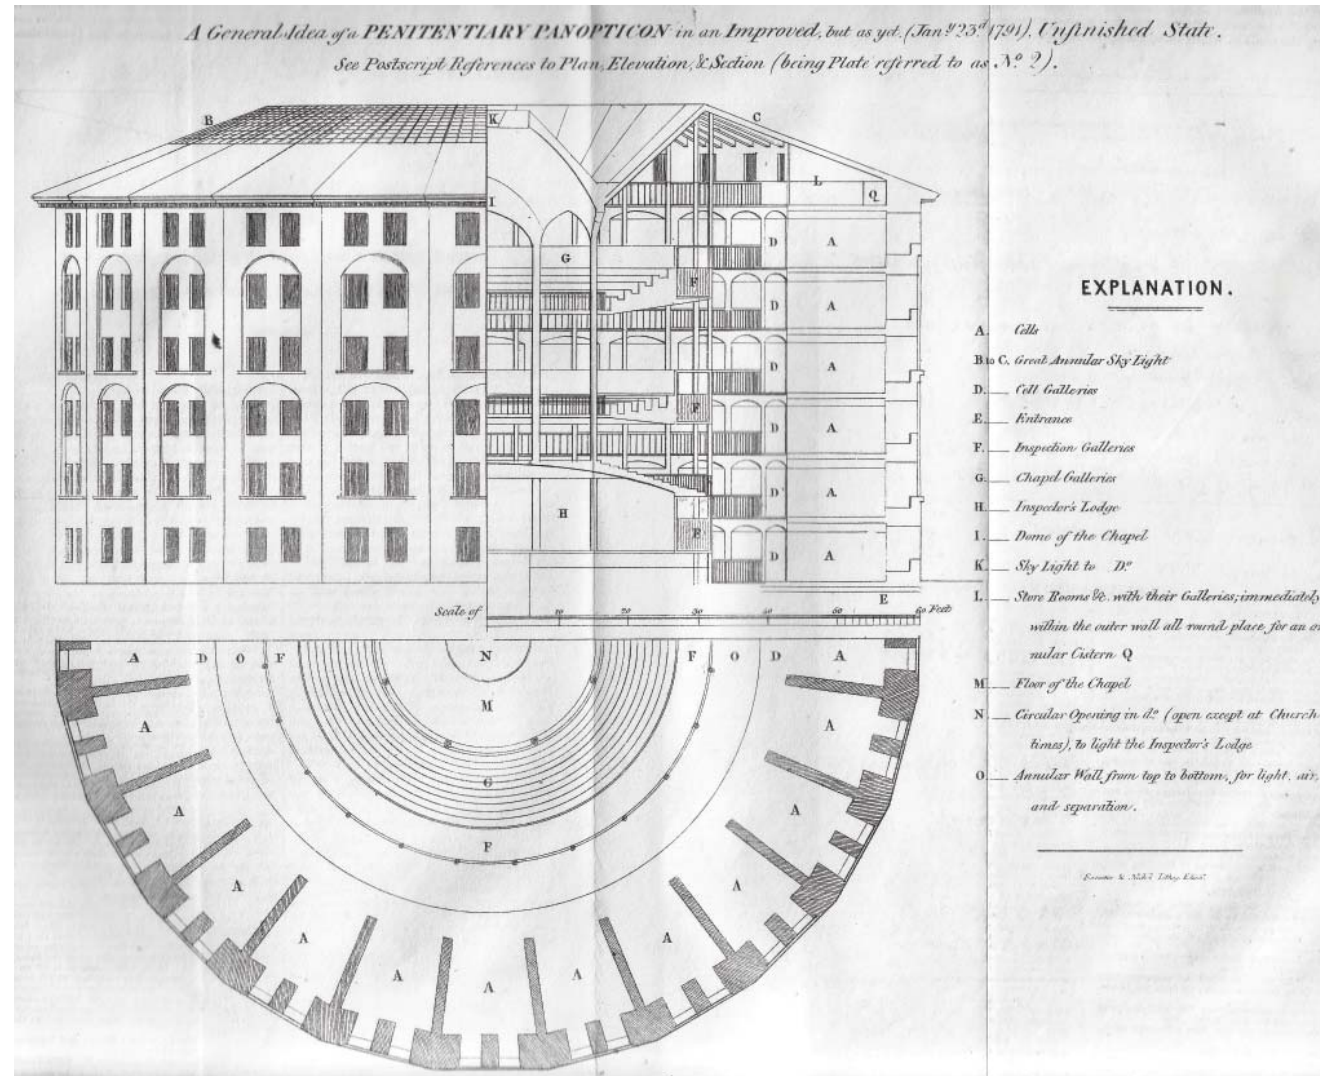 A General Idea of a PENITENTIARY PANOPTICON in an Improved, but as yet, (Jan.y 23.d 1791), Unfinished State.
See Postscript References to Plan, Elevation, & Section (being Plate referred to as N.o 2).
B K C
I L Q
D A
G
F
D A
D A
F D A
D A
H F D A
E
Scale of 10 20 30 40 50 60 Feet
A D O F N F O D A
M
A A
G
A A
F
A A
A A
A A A
EXPLANATION.
A. Cells
B to C. Great Annular Sky Light
D. Cell Galleries
E. Entrance
F. Inspection Galleries
G. Chapel Galleries
H. Inspector's Lodge
I. Dome of the Chapel
K. Sky Light to D.o
L. Store Rooms &c. with their Galleries; immediately
within the outer wall all round place for an
nular Cistern Q
M. Floor of the Chapel
N. Circular Opening in d.o (open except at Church
times), to light the Inspector's Lodge
O. Annular Wall from top to bottom, for light, air,
and separation.